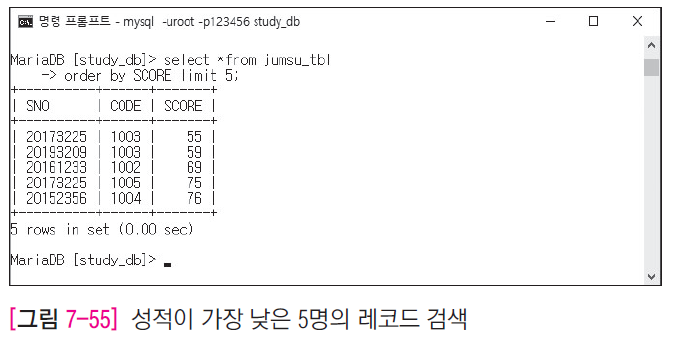 명령 프롬프트 - mysql  -uroot -p123456 study_db
MariaDB [study_db]> select *from jumsu_tbl
    -> order by SCORE limit 5;
+----------+------+-------+
| SNO      | CODE | SCORE |
+----------+------+-------+
| 20173225 | 1003 |    55 |
| 20193209 | 1003 |    59 |
| 20161233 | 1002 |    69 |
| 20173225 | 1005 |    75 |
| 20152356 | 1004 |    76 |
+----------+------+-------+
5 rows in set (0.00 sec)
MariaDB [study_db]> _
[그림 7-55] 성적이 가장 낮은 5명의 레코드 검색